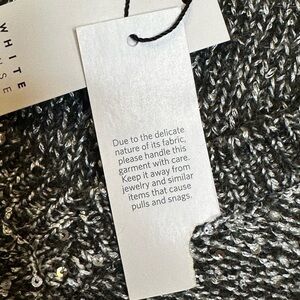 WHITE
Due to the delicate
nature of its fabric,
please handle this
garment with care.
Keep it away from
jewelry and similar
items that cause
pulls and snags.